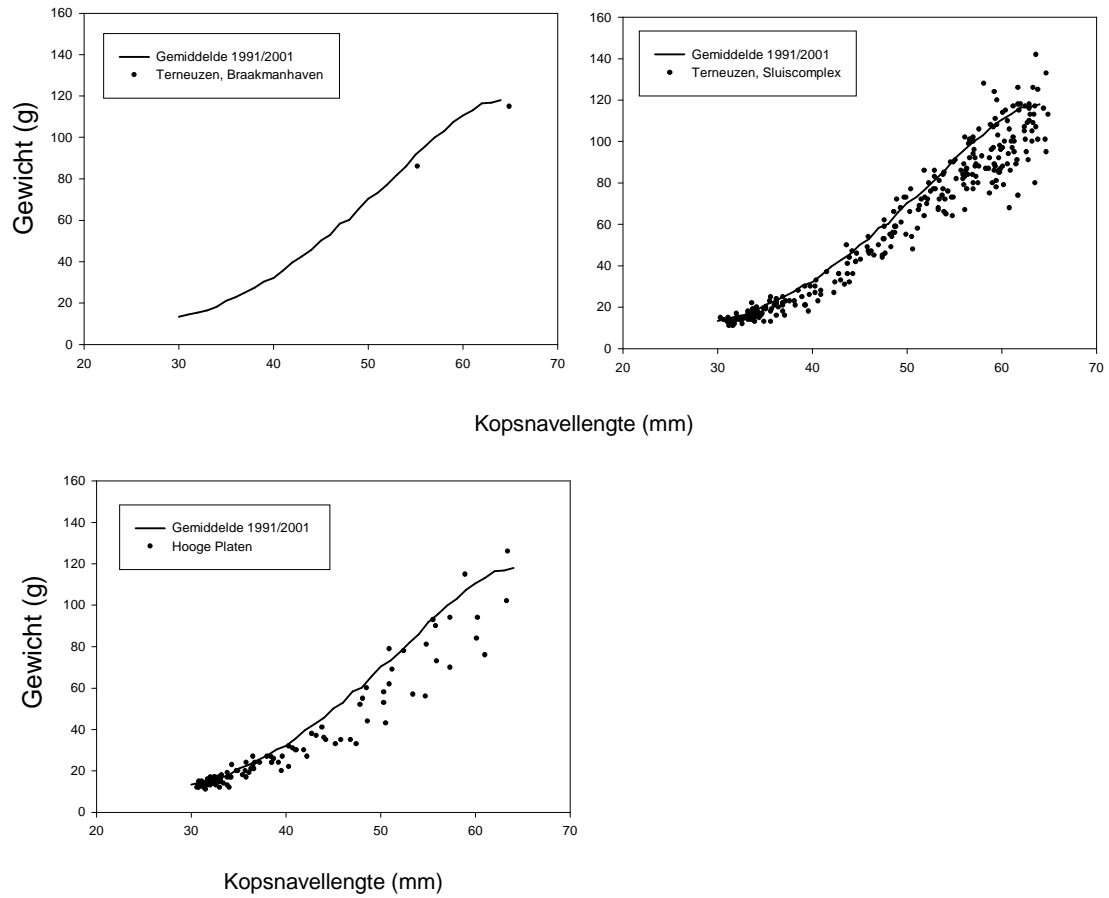 160
140
120
100
80
60
40
20
0
Gewicht (g)
Gemiddelde 1991/2001
Terneuzen, Braakmanhaven
20 30 40 50 60 70
160
140
120
100
80
60
40
20
0
Gemiddelde 1991/2001
Terneuzen, Sluiscomplex
20 30 40 50 60 70
Kopsnavellengte (mm)
160
140
120
100
80
60
40
20
0
Gewicht (g)
Gemiddelde 1991/2001
Hooge Platen
20 30 40 50 60 70
Kopsnavellengte (mm)